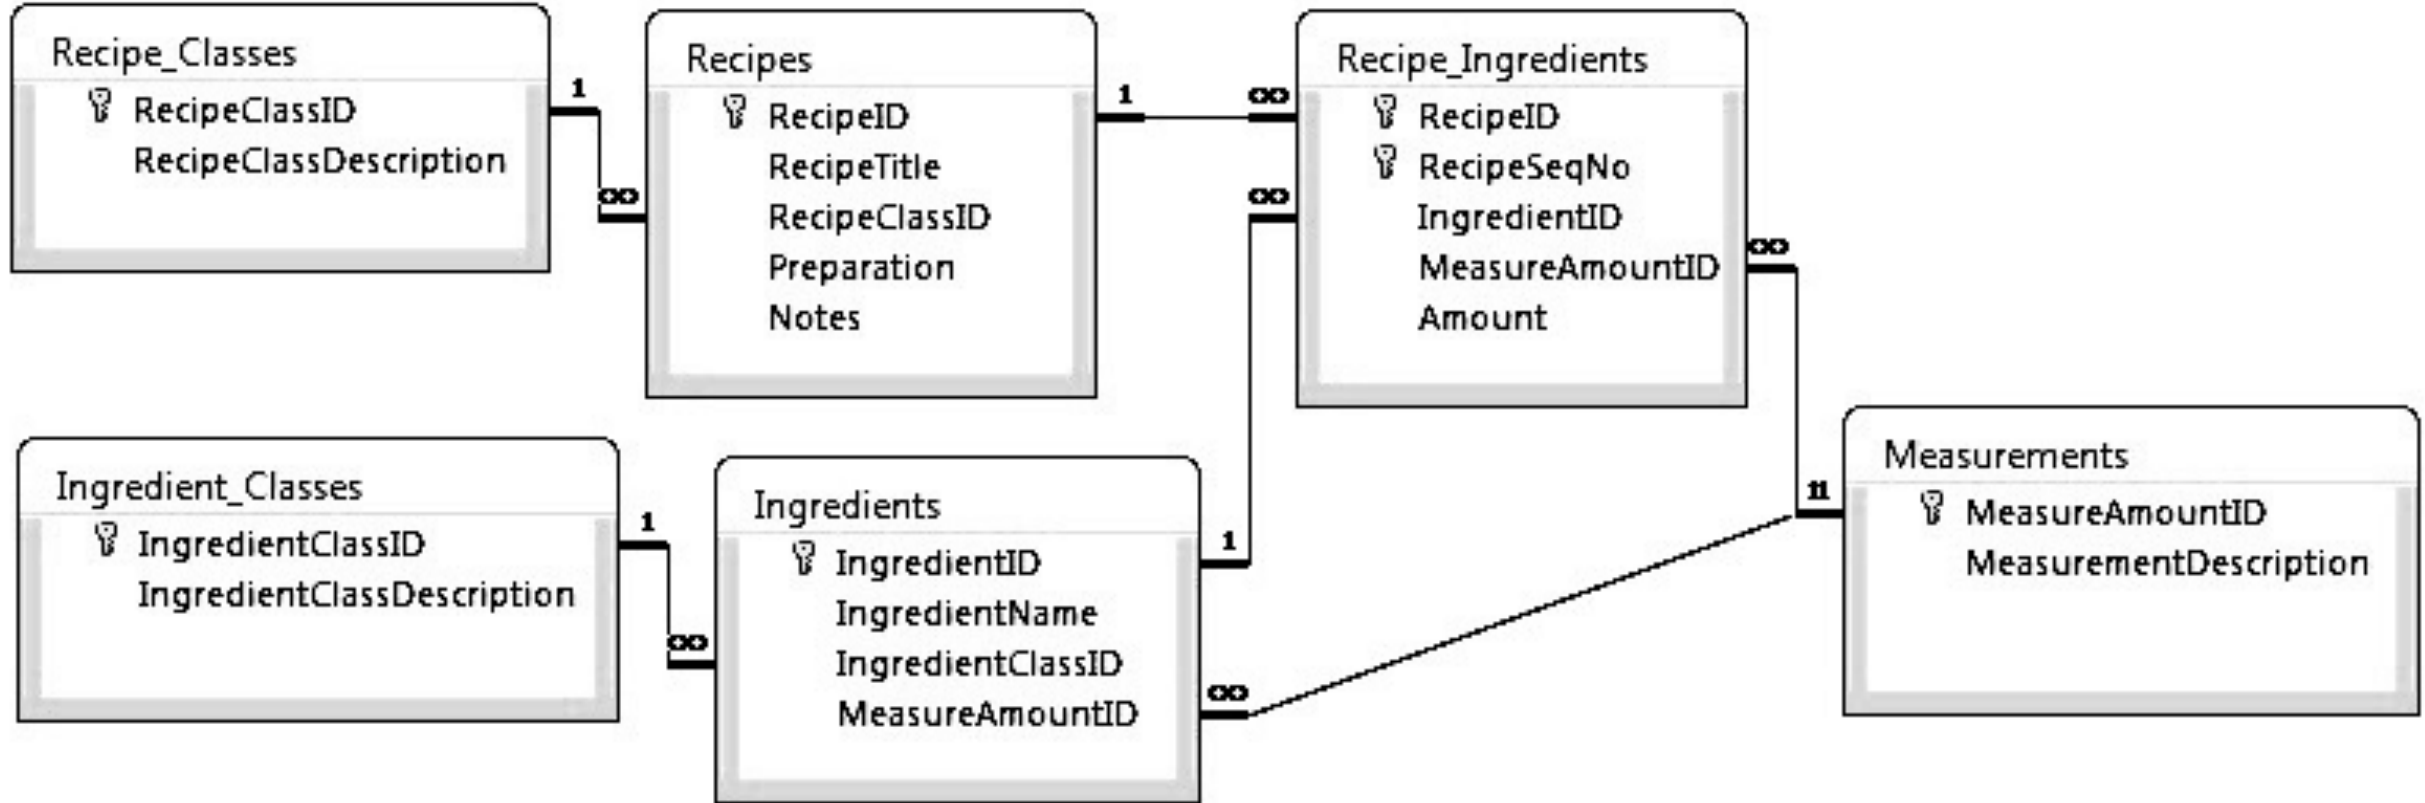 Recipe_Classes
RecipeClassID
RecipeClassDescription
1
∞
Recipes
RecipeID
RecipeTitle
RecipeClassID
Preparation
Notes
1
∞
∞
Recipe_Ingredients
RecipeID
RecipeSeqNo
IngredientID
MeasureAmountID
Amount
∞
Ingredient_Classes
IngredientClassID
IngredientClassDescription
1
∞
Ingredients
IngredientID
IngredientName
IngredientClassID
MeasureAmountID
1
∞
11
Measurements
MeasureAmountID
MeasurementDescription